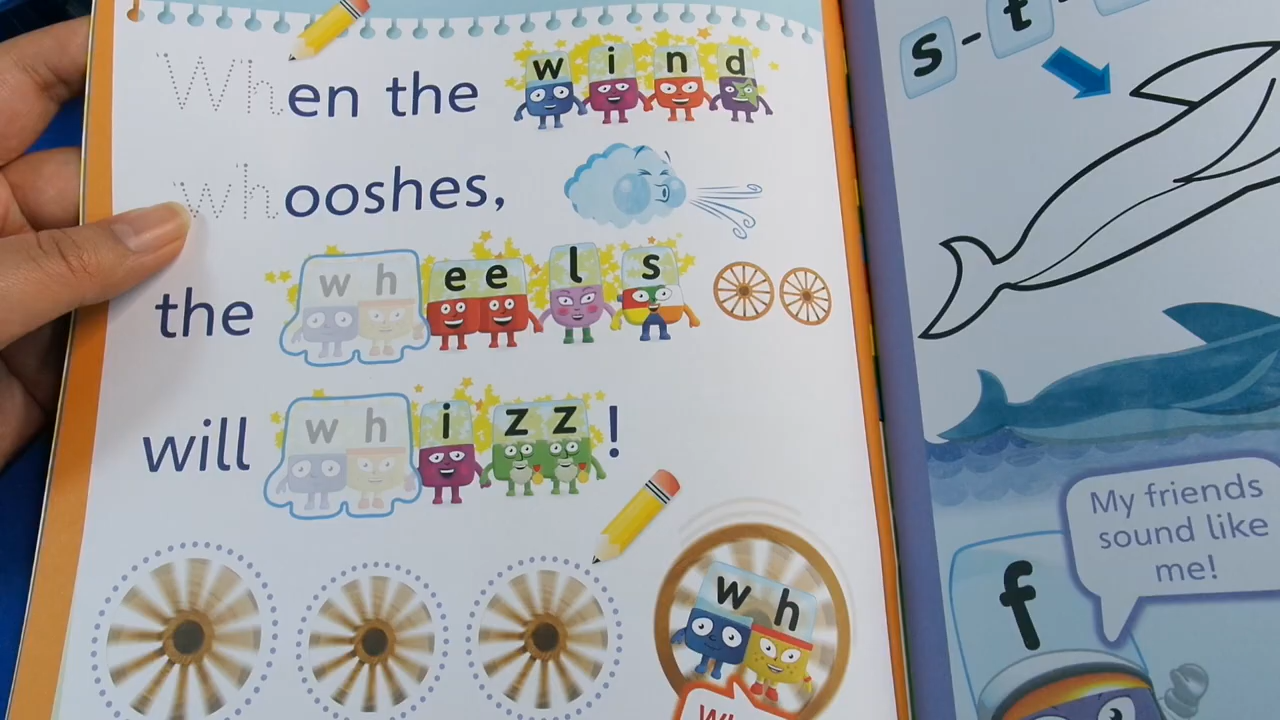 When the wind
whooshes,
the wheels
will whizz!
wh
s-t-
My friends
sound like
me!
f